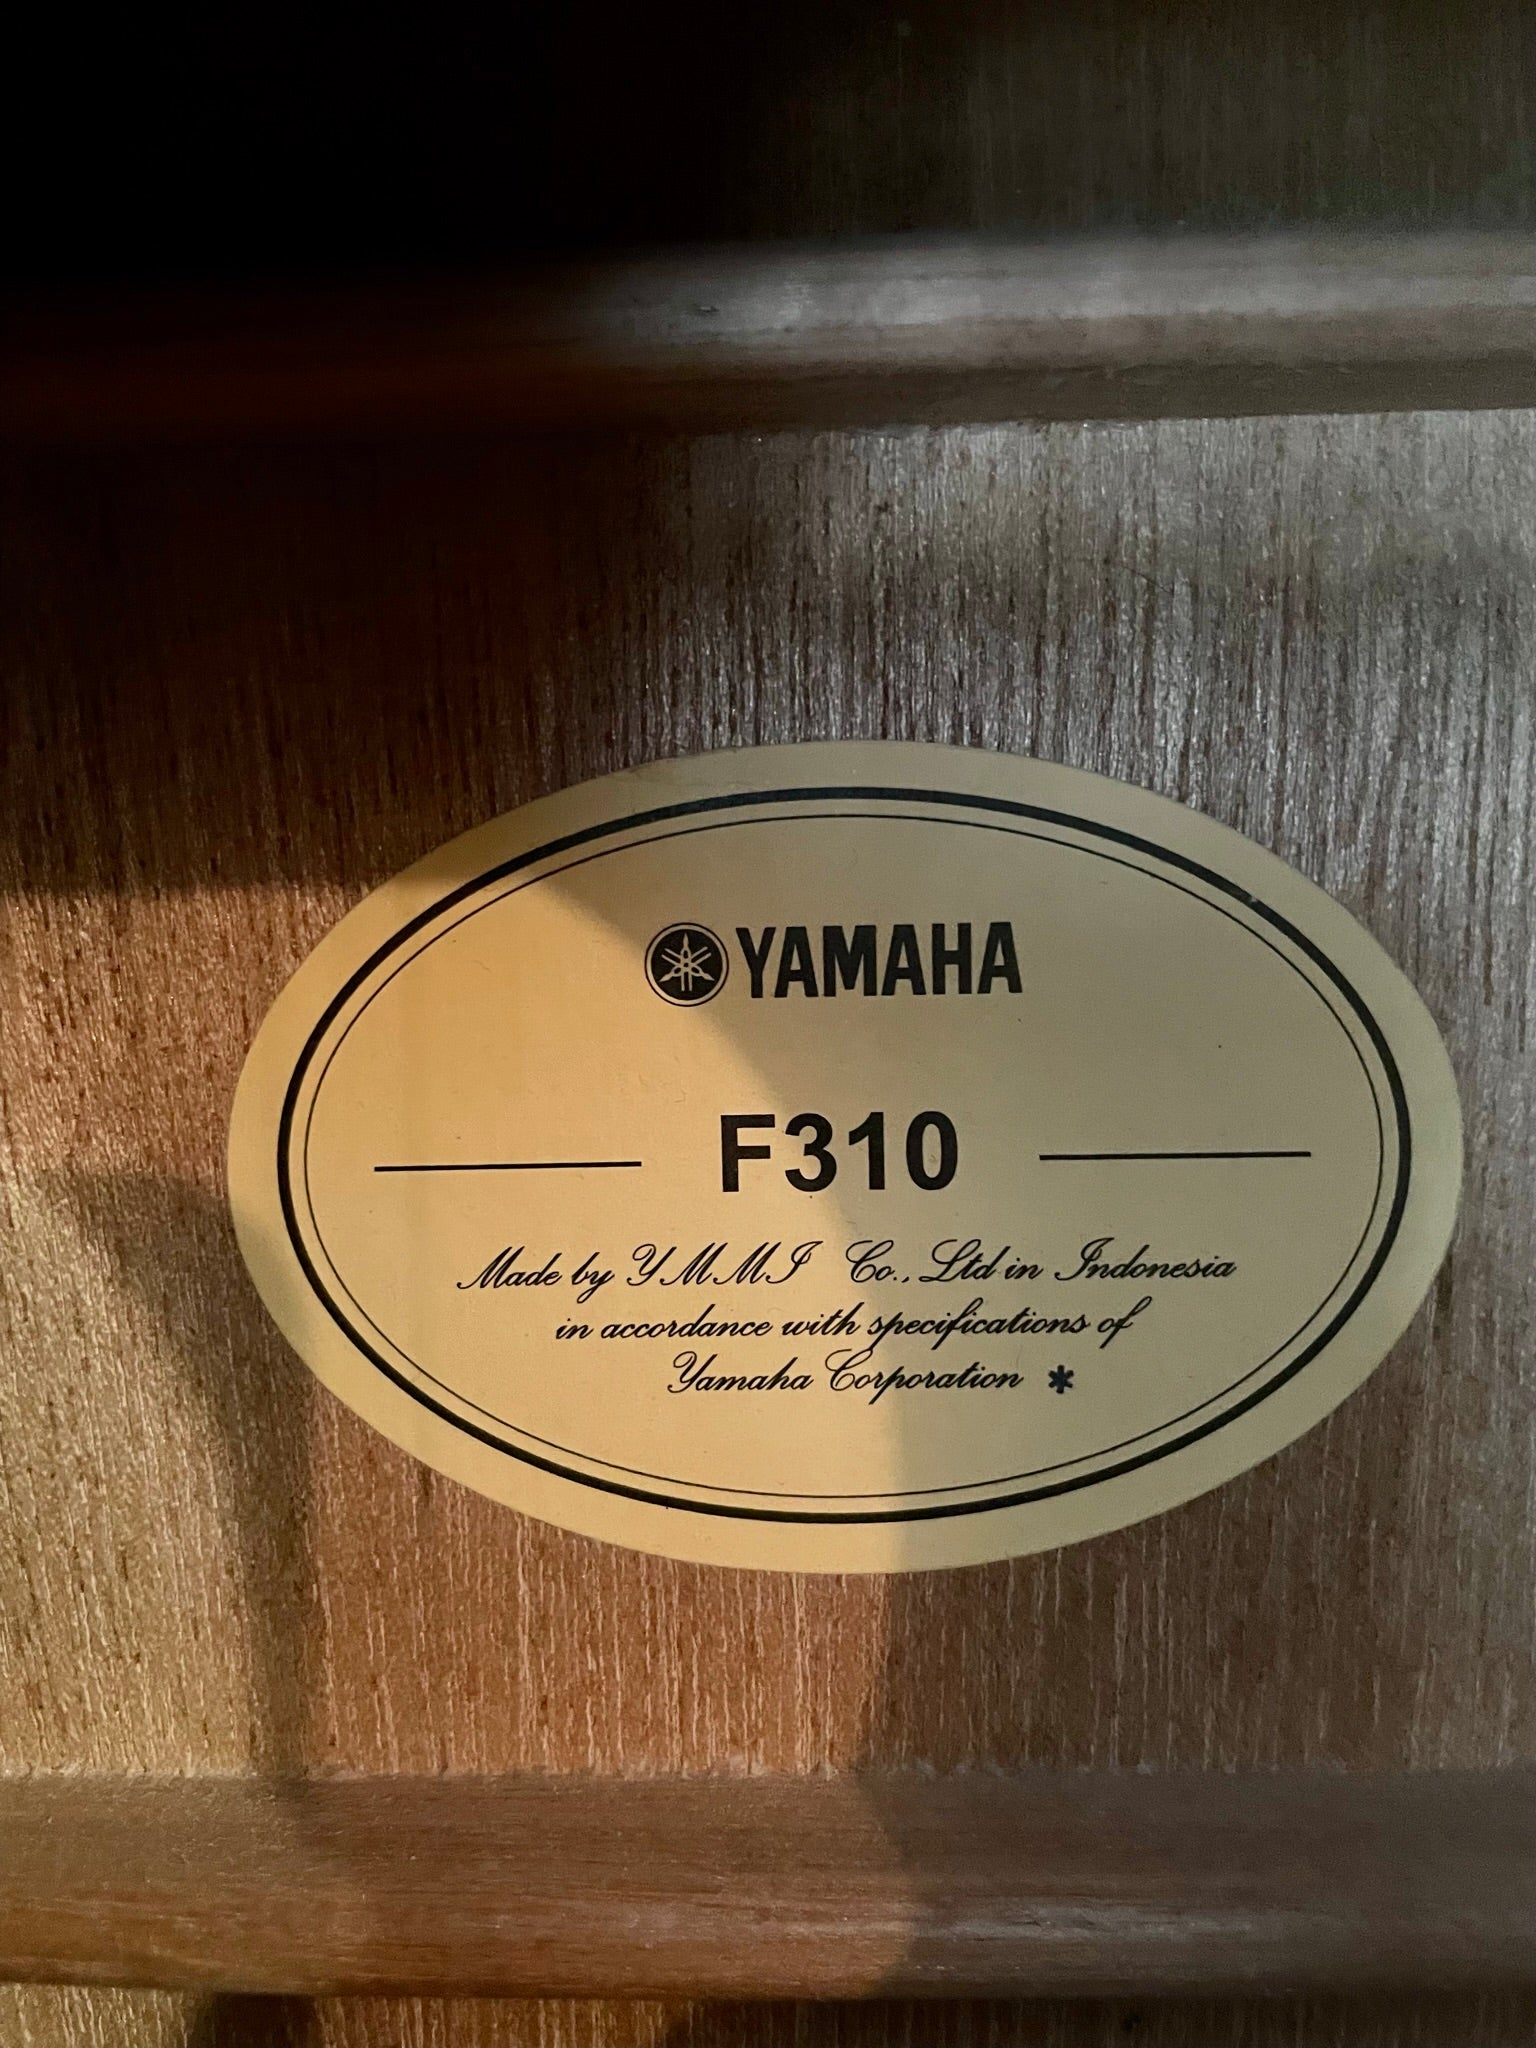 YAMAHA
F310
Made by YMMI Co., Ltd in Indonesia
in accordance with specifications of
Yamaha Corporation *